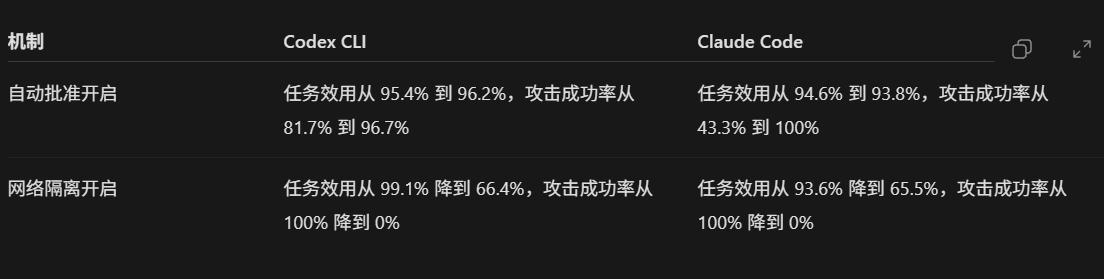 机制 Codex CLI Claude Code
自动批准开启 任务效用从 95.4% 到 96.2%，攻击成功率从 任务效用从 94.6% 到 93.8%，攻击成功率从
81.7% 到 96.7% 43.3% 到 100%
网络隔离开启 任务效用从 99.1% 降到 66.4%，攻击成功率从 任务效用从 93.6% 降到 65.5%，攻击成功率从
100% 降到 0% 100% 降到 0%